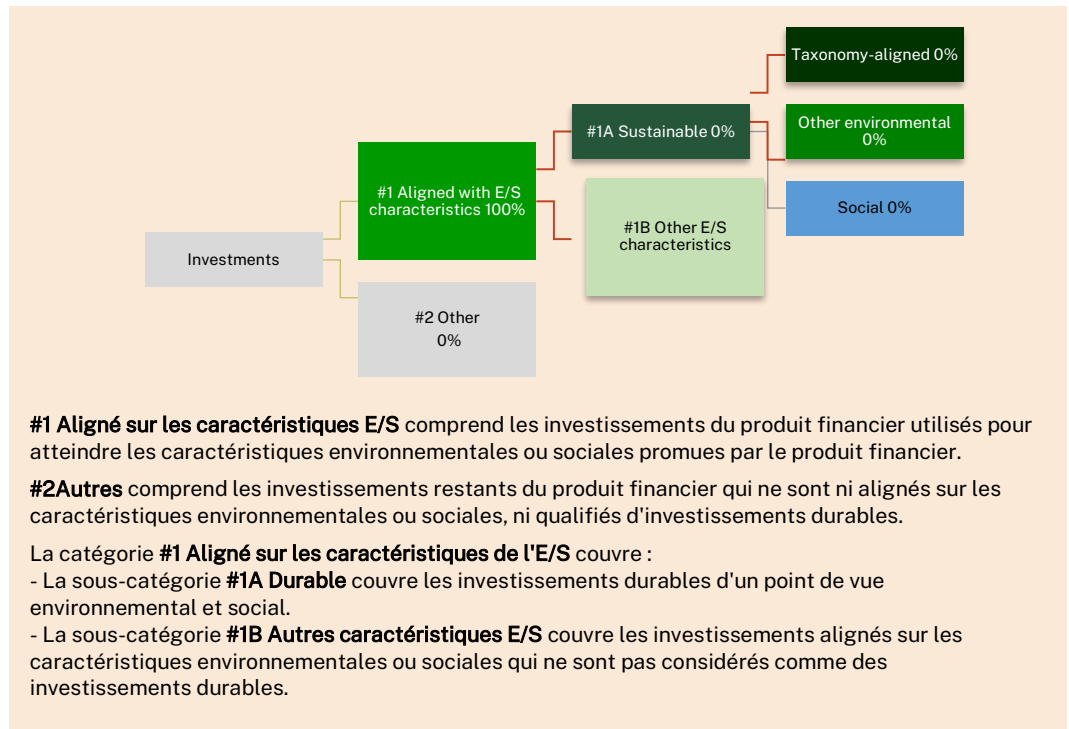 Taxonomy-aligned 0%
#1A Sustainable 0%
Other environmental
0%
#1 Aligned with E/S
characteristics 100%
Social 0%
#1B Other E/S
characteristics
Investments
#2 Other
0%
#1 Aligné sur les caractéristiques E/S comprend les investissements du produit financier utilisés pour
atteindre les caractéristiques environnementales ou sociales promues par le produit financier.
#2Autres comprend les investissements restants du produit financier qui ne sont ni alignés sur les
caractéristiques environnementales ou sociales, ni qualifiés d'investissements durables.
La catégorie #1 Aligné sur les caractéristiques de l'E/S couvre :
- La sous-catégorie #1A Durable couvre les investissements durables d'un point de vue
environnemental et social.
- La sous-catégorie #1B Autres caractéristiques E/S couvre les investissements alignés sur les
caractéristiques environnementales ou sociales qui ne sont pas considérés comme des
investissements durables.